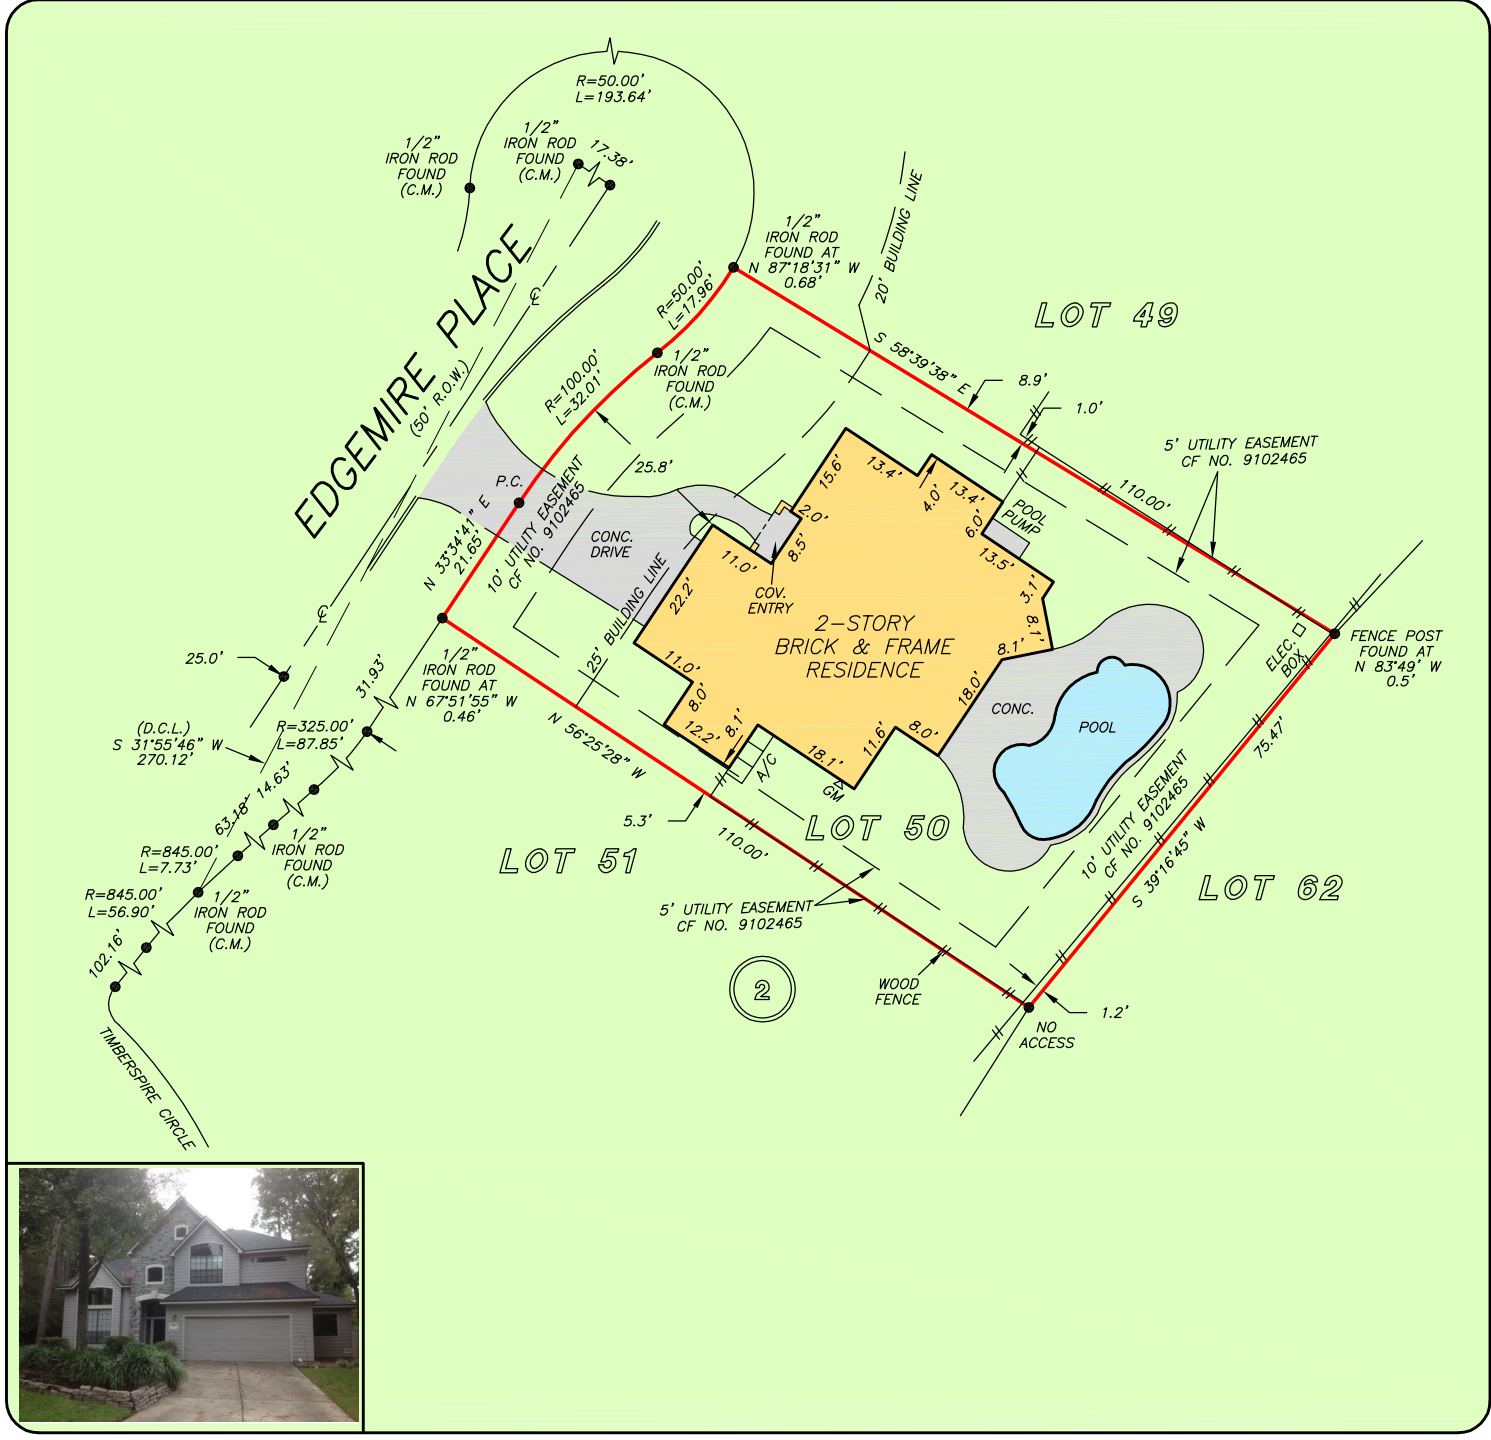 R=50.00'
L=193.64'
1/2"
IRON ROD
FOUND
(C.M.)
1/2"
IRON ROD
FOUND
(C.M.)
17.38'
1/2"
IRON ROD
FOUND AT
N 87°18'31" W
0.68'
20' BUILDING LINE
EDGEMIRE PLACE
(50' R.O.W.)
R=50.00'
L=17.96'
LOT 49
S 58°39'38" E
8.9'
1.0'
1/2"
IRON ROD
FOUND
(C.M.)
R=100.00'
L=32.01'
5' UTILITY EASEMENT
CF NO. 9102465
110.00'
25.8'
P.C.
N 33°34'41" E
21.65'
10' UTILITY EASEMENT
CF NO. 9102465
CONC.
DRIVE
25' BUILDING LINE
15.6'
13.4'
4.0'
13.4'
6.0'
POOL
PUMP
2.0'
8.5'
11.0'
COV.
ENTRY
13.5'
3.1'
8.1'
8.1'
22.2'
2-STORY
BRICK & FRAME
RESIDENCE
11.0'
8.0'
12.2'
8.1'
A/C
18.1'
GM
11.6'
8.0'
18.0'
CONC.
POOL
ELEC.
BOX
FENCE POST
FOUND AT
N 83°49' W
0.5'
℄
℄
25.0'
1/2"
IRON ROD
FOUND AT
N 67°51'55" W
0.46'
31.93'
(D.C.L.)
S 31°55'46" W
270.12'
R=325.00'
L=87.85'
N 56°25'28" W
75.47'
10' UTILITY EASEMENT
CF NO. 9102465
S 39°16'45" W
14.63'
63.18'
1/2"
IRON ROD
FOUND
(C.M.)
5.3'
110.00'
LOT 50
LOT 51
LOT 62
R=845.00'
L=7.73'
R=845.00'
L=56.90'
1/2"
IRON ROD
FOUND
(C.M.)
102.16'
5' UTILITY EASEMENT
CF NO. 9102465
2
WOOD
FENCE
1.2'
NO
ACCESS
TIMBERSPIRE CIRCLE